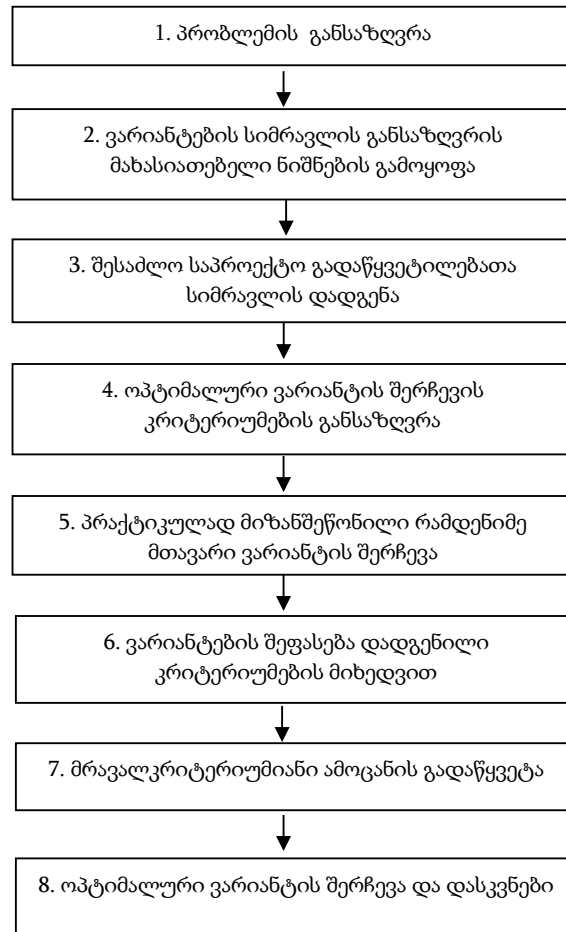 1. პრობლემის განსაზღვრა
2. ვარიანტების სიმრავლის განსაზღვრის
მახასიათებელი ნიშნების გამოყოფა
3. შესაძლო საპროექტო გადაწყვეტილებათა
სიმრავლის დადგენა
4. ოპტიმალური ვარიანტის შერჩევის
კრიტერიუმების განსაზღვრა
5. პრაქტიკულად მიზანშეწონილი რამდენიმე
მთავარი ვარიანტის შერჩევა
6. ვარიანტების შეფასება დადგენილი
კრიტერიუმების მიხედვით
7. მრავალკრიტერიუმიანი ამოცანის გადაწყვეტა
8. ოპტიმალური ვარიანტის შერჩევა და დასკვნები